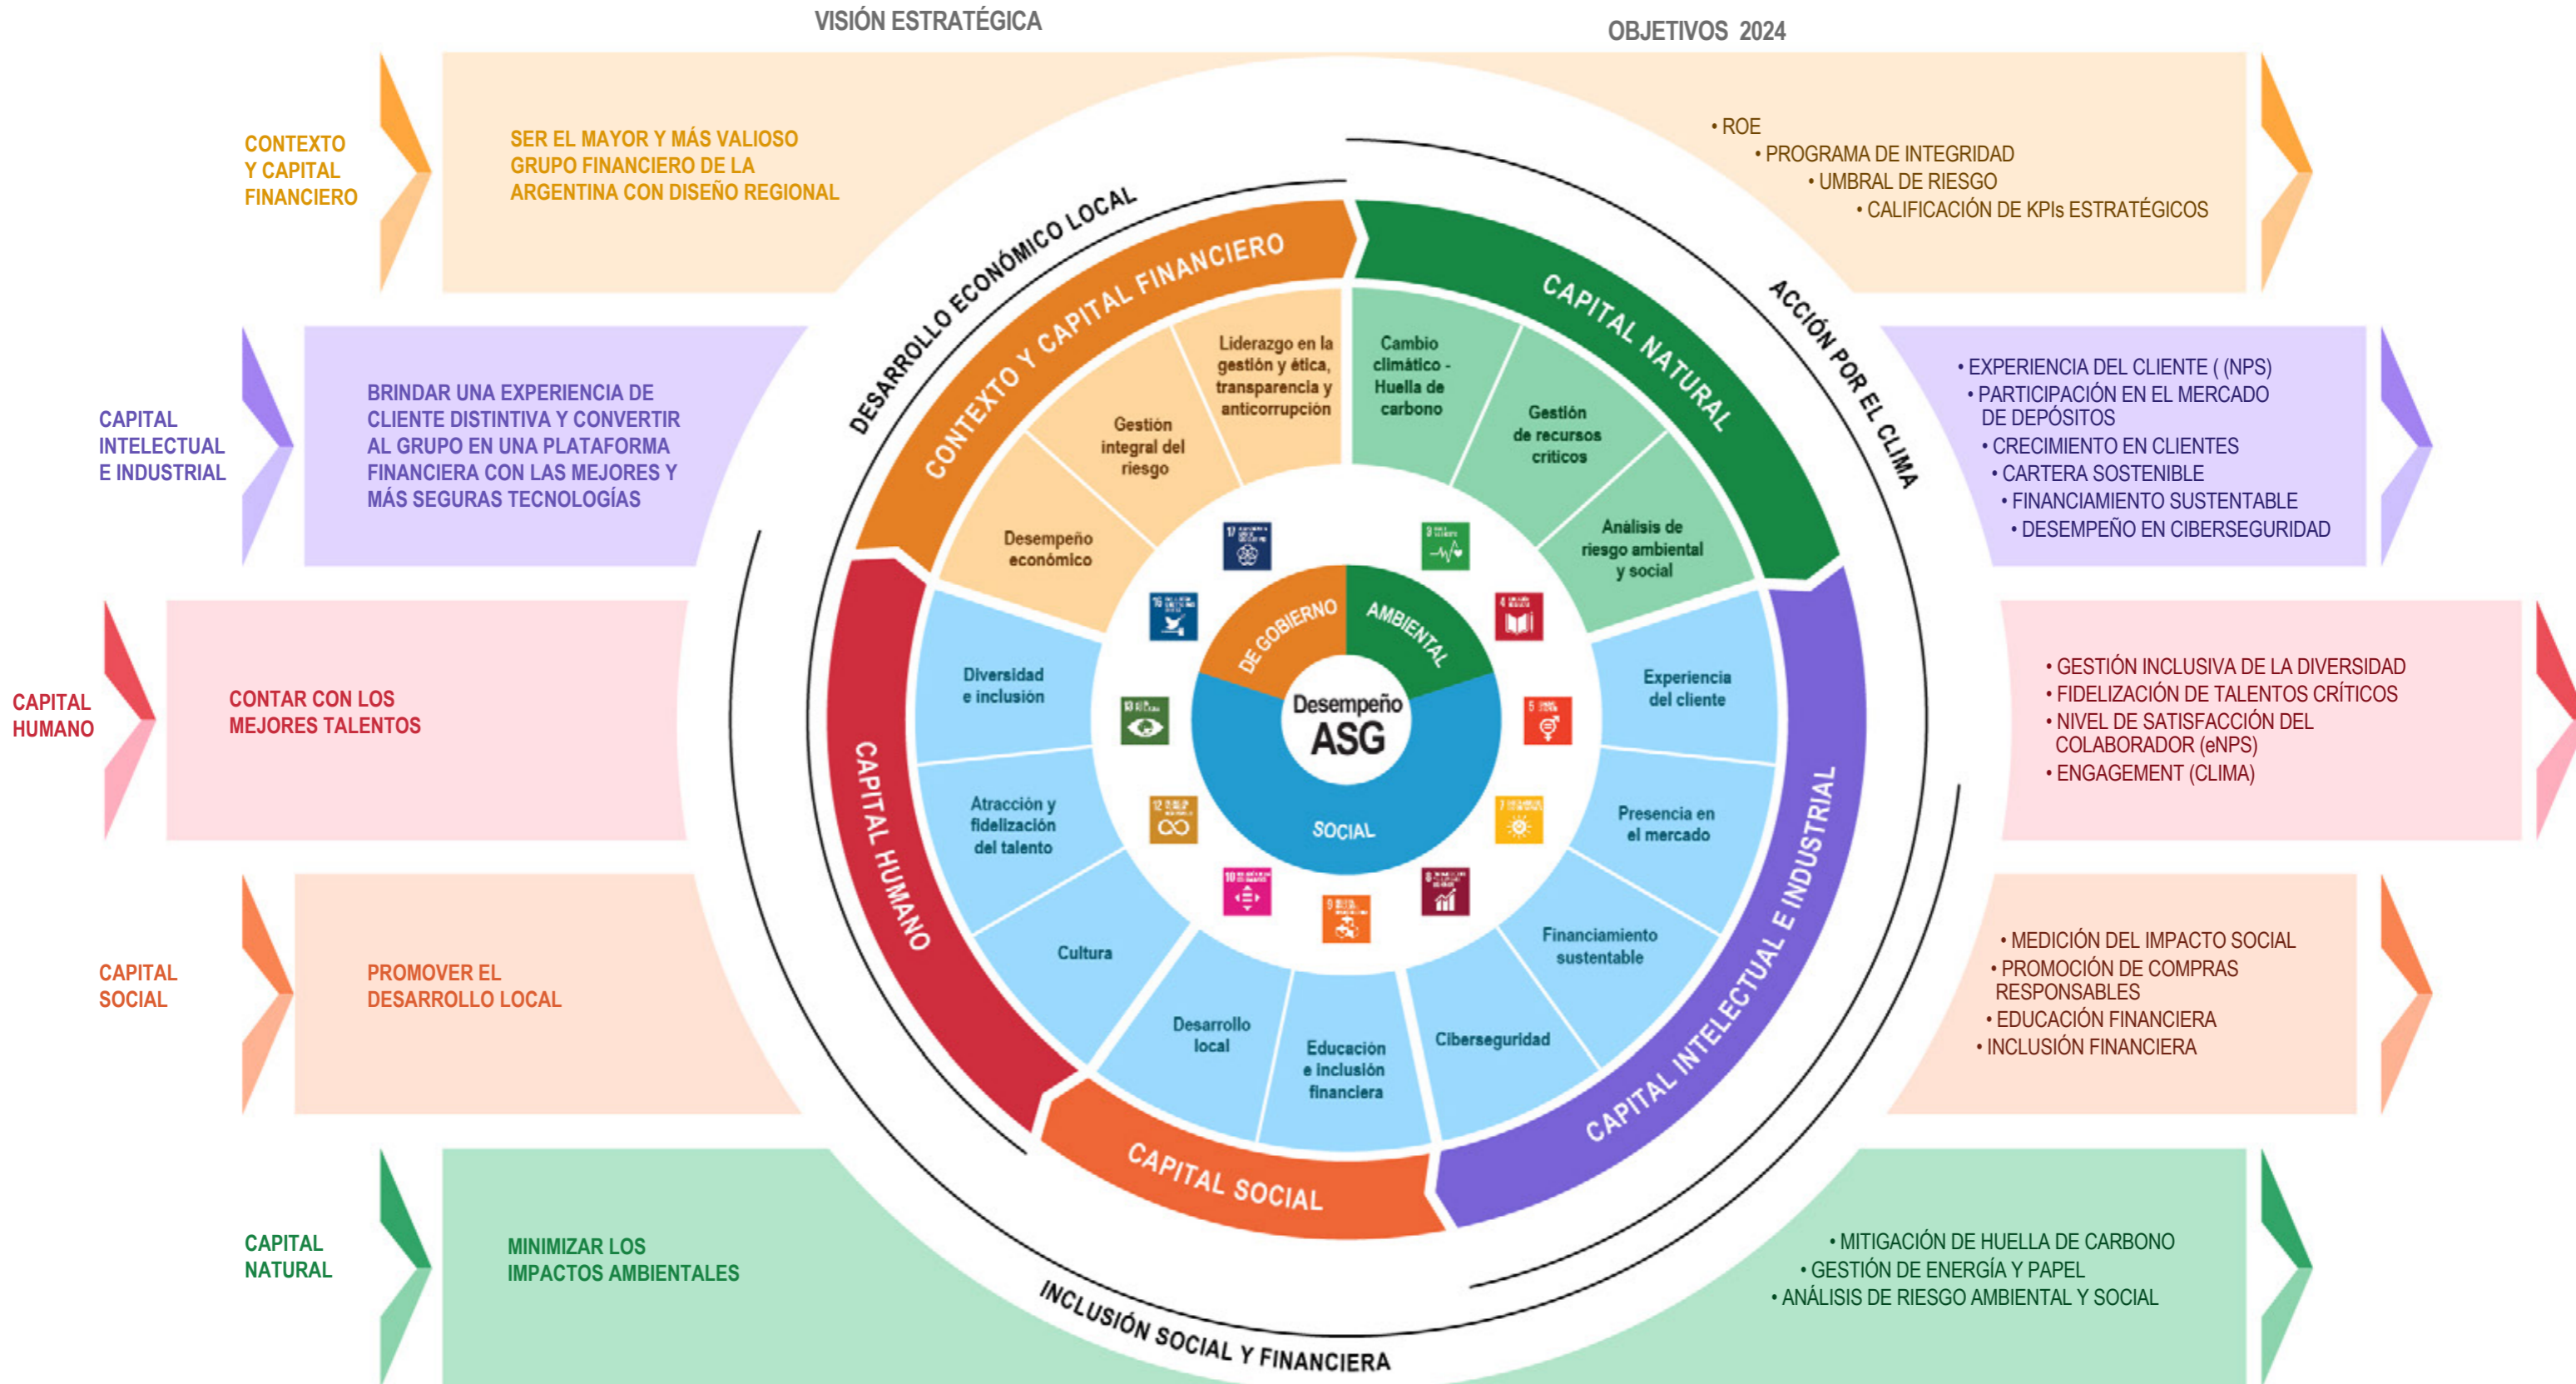 VISIÓN ESTRATÉGICA
OBJETIVOS 2024
CONTEXTO
Y CAPITAL
FINANCIERO
SER EL MAYOR Y MÁS VALIOSO
GRUPO FINANCIERO DE LA
ARGENTINA CON DISEÑO REGIONAL
• ROE
• PROGRAMA DE INTEGRIDAD
• UMBRAL DE RIESGO
• CALIFICACIÓN DE KPIs ESTRATÉGICOS
CAPITAL
INTELECTUAL
E INDUSTRIAL
BRINDAR UNA EXPERIENCIA DE
CLIENTE DISTINTIVA Y CONVERTIR
AL GRUPO EN UNA PLATAFORMA
FINANCIERA CON LAS MEJORES Y
MÁS SEGURAS TECNOLOGÍAS
• EXPERIENCIA DEL CLIENTE ( (NPS)
• PARTICIPACIÓN EN EL MERCADO
DE DEPÓSITOS
• CRECIMIENTO EN CLIENTES
• CARTERA SOSTENIBLE
• FINANCIAMIENTO SUSTENTABLE
• DESEMPEÑO EN CIBERSEGURIDAD
CAPITAL
HUMANO
CONTAR CON LOS
MEJORES TALENTOS
• GESTIÓN INCLUSIVA DE LA DIVERSIDAD
• FIDELIZACIÓN DE TALENTOS CRÍTICOS
• NIVEL DE SATISFACCIÓN DEL
COLABORADOR (eNPS)
• ENGAGEMENT (CLIMA)
CAPITAL
SOCIAL
PROMOVER EL
DESARROLLO LOCAL
• MEDICIÓN DEL IMPACTO SOCIAL
• PROMOCIÓN DE COMPRAS
RESPONSABLES
• EDUCACIÓN FINANCIERA
• INCLUSIÓN FINANCIERA
CAPITAL
NATURAL
MINIMIZAR LOS
IMPACTOS AMBIENTALES
• MITIGACIÓN DE HUELLA DE CARBONO
• GESTIÓN DE ENERGÍA Y PAPEL
• ANÁLISIS DE RIESGO AMBIENTAL Y SOCIAL
DESARROLLO ECONÓMICO LOCAL
ACCIÓN POR EL CLIMA
INCLUSIÓN SOCIAL Y FINANCIERA
CONTEXTO Y CAPITAL FINANCIERO
CAPITAL NATURAL
CAPITAL INTELECTUAL E INDUSTRIAL
CAPITAL SOCIAL
CAPITAL HUMANO
Liderazgo en la
gestión y ética,
transparencia y
anticorrupción
Cambio
climático -
Huella de
carbono
Gestión
de recursos
críticos
Análisis de
riesgo ambiental
y social
Experiencia
del cliente
Presencia en
el mercado
Financiamiento
sustentable
Ciberseguridad
Educación
e inclusión
financiera
Desarrollo
local
Cultura
Atracción y
fidelización
del talento
Diversidad
e inclusión
Desempeño
económico
Gestión
integral del
riesgo
17
3
4
5
7
8
9
10
12
13
16
DE GOBIERNO
AMBIENTAL
SOCIAL
Desempeño
ASG